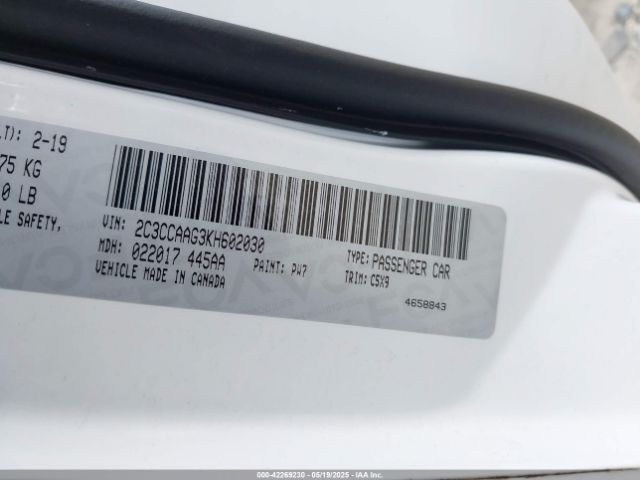 LT): 2-19
75 KG
0 LB
LE SAFETY,
VIN: 2C3CCAAG3KH602030
MDH: 022017 445AA
PAINT: PW7
VEHICLE MADE IN CANADA
TYPE: PASSENGER CAR
TRIM: C5X9
4658843
000-42269230 - 05/19/2025 - IAA Inc.